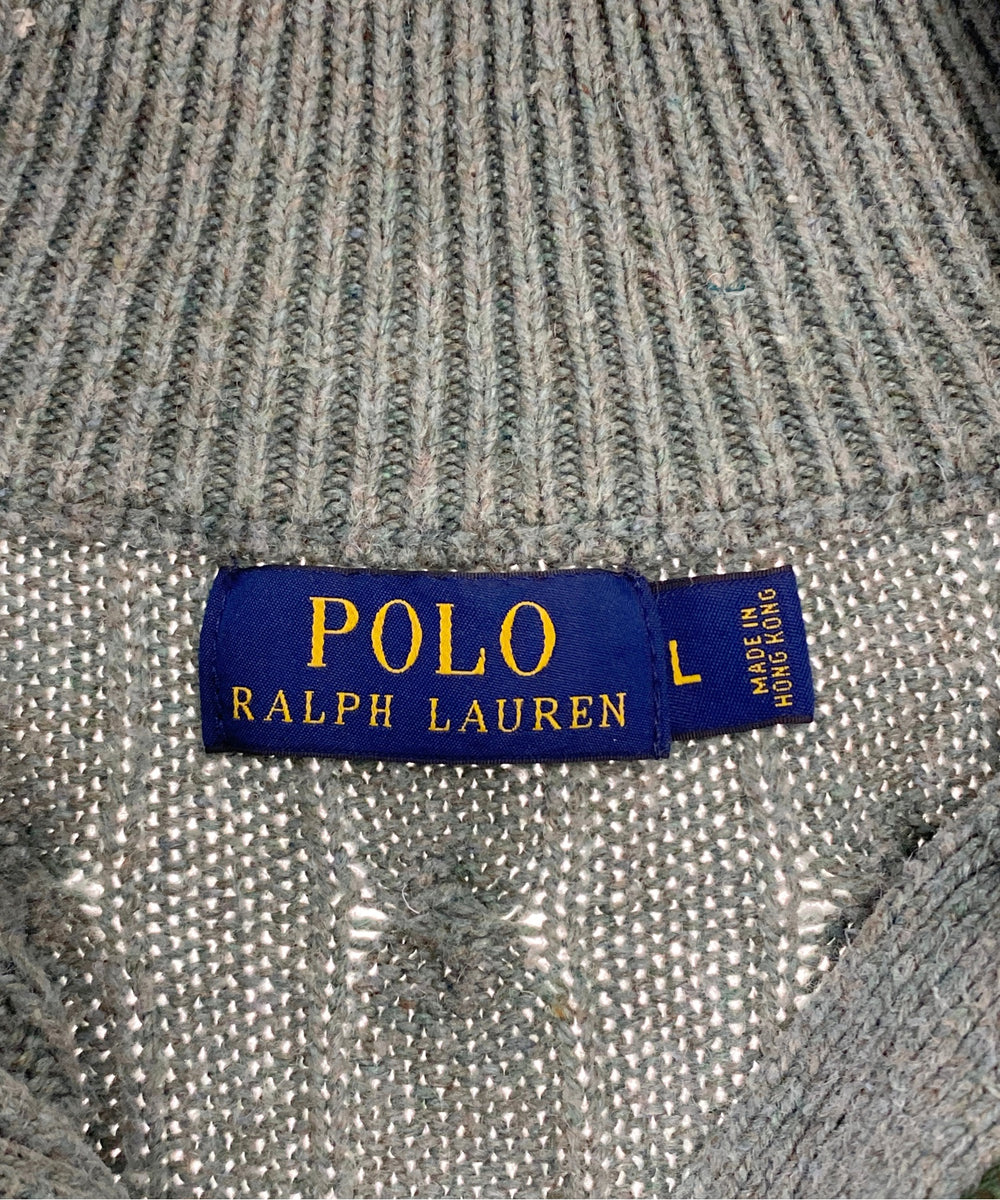 POLO
RALPH LAUREN
L
MADE IN
HONG KONG